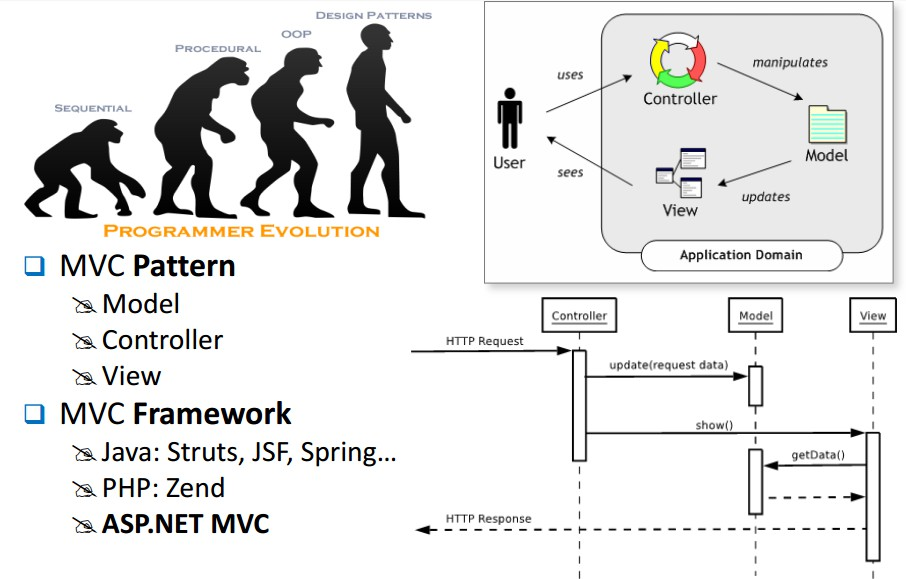 DESIGN PATTERNS
OOP
PROCEDURAL
SEQUENTIAL
PROGRAMMER EVOLUTION
uses
manipulates
Controller
User
Model
sees
updates
View
Application Domain
MVC Pattern
Model
Controller
View
MVC Framework
Java: Struts, JSF, Spring...
PHP: Zend
ASP.NET MVC
Controller
Model
View
HTTP Request
update(request data)
show()
getData()
HTTP Response